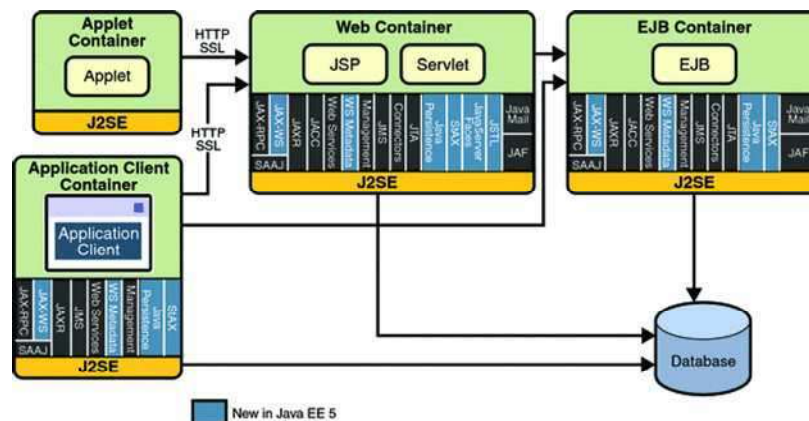 Applet
Container
Applet
J2SE
HTTP
SSL
HTTP
SSL
Web Container
JSP
Servlet
JAX-RPC
JAX-WS
SAAJ
JAXR
JACC
Web Services
WS Metadata
Management
JMS
Connectors
JTA
Java
Persistence
StAX
JavaServer
Faces
JSTL
Java
Mail
JAF
J2SE
EJB Container
EJB
JAX-RPC
JAX-WS
SAAJ
JAXR
JACC
Web Services
WS Metadata
Management
JMS
Connectors
JTA
Java
Persistence
StAX
Java
Mail
JAF
J2SE
Application Client
Container
Application
Client
JAX-RPC
JAX-WS
SAAJ
JAXR
JMS
Web Services
WS Metadata
Management
Java
Persistence
StAX
J2SE
Database
New in Java EE 5